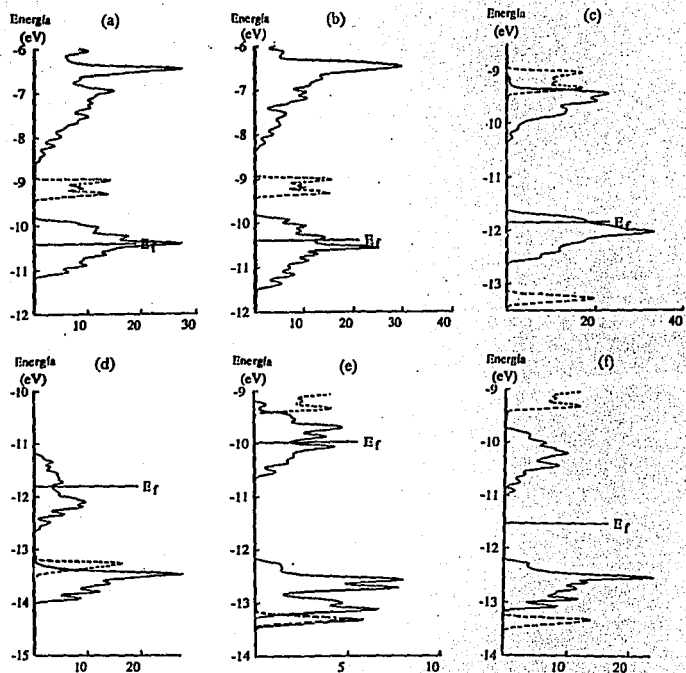 Energía (a)
(eV)
-6
-7
-8
-9
-10
E_f
-11
-12
10 20 30
Energía (b)
(eV)
-6
-7
-8
-9
-10
E_f
-11
-12
10 20 30 40
Energía (c)
(eV)
-9
-10
-11
E_f
-12
-13
20 40
Energía (d)
(eV)
-10
-11
E_f
-12
-13
-14
-15
10 20
Energía (e)
(eV)
-9
E_f
-10
-11
-12
-13
-14
5 10
Energía (f)
(eV)
-9
-10
-11
E_f
-12
-13
-14
10 20